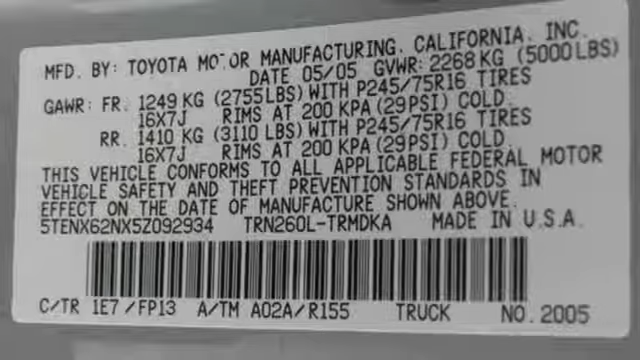 MFD. BY: TOYOTA MOTOR MANUFACTURING. CALIFORNIA, INC.
DATE 05/05 GVWR: 2268 KG (5000 LBS)
GAWR: FR. 1249 KG (2755 LBS) WITH P245/75R16 TIRES
16X7J RIMS AT 200 KPA (29 PSI) COLD.
RR. 1410 KG (3110 LBS) WITH P245/75R16 TIRES
16X7J RIMS AT 200 KPA (29 PSI) COLD.
THIS VEHICLE CONFORMS TO ALL APPLICABLE FEDERAL MOTOR
VEHICLE SAFETY AND THEFT PREVENTION STANDARDS IN
EFFECT ON THE DATE OF MANUFACTURE SHOWN ABOVE.
5TENX62NX5Z092934 TRN260L-TRMDKA MADE IN U.S.A.
C/TR 1E7/FP13 A/TM A02A/R155 TRUCK NO. 2005